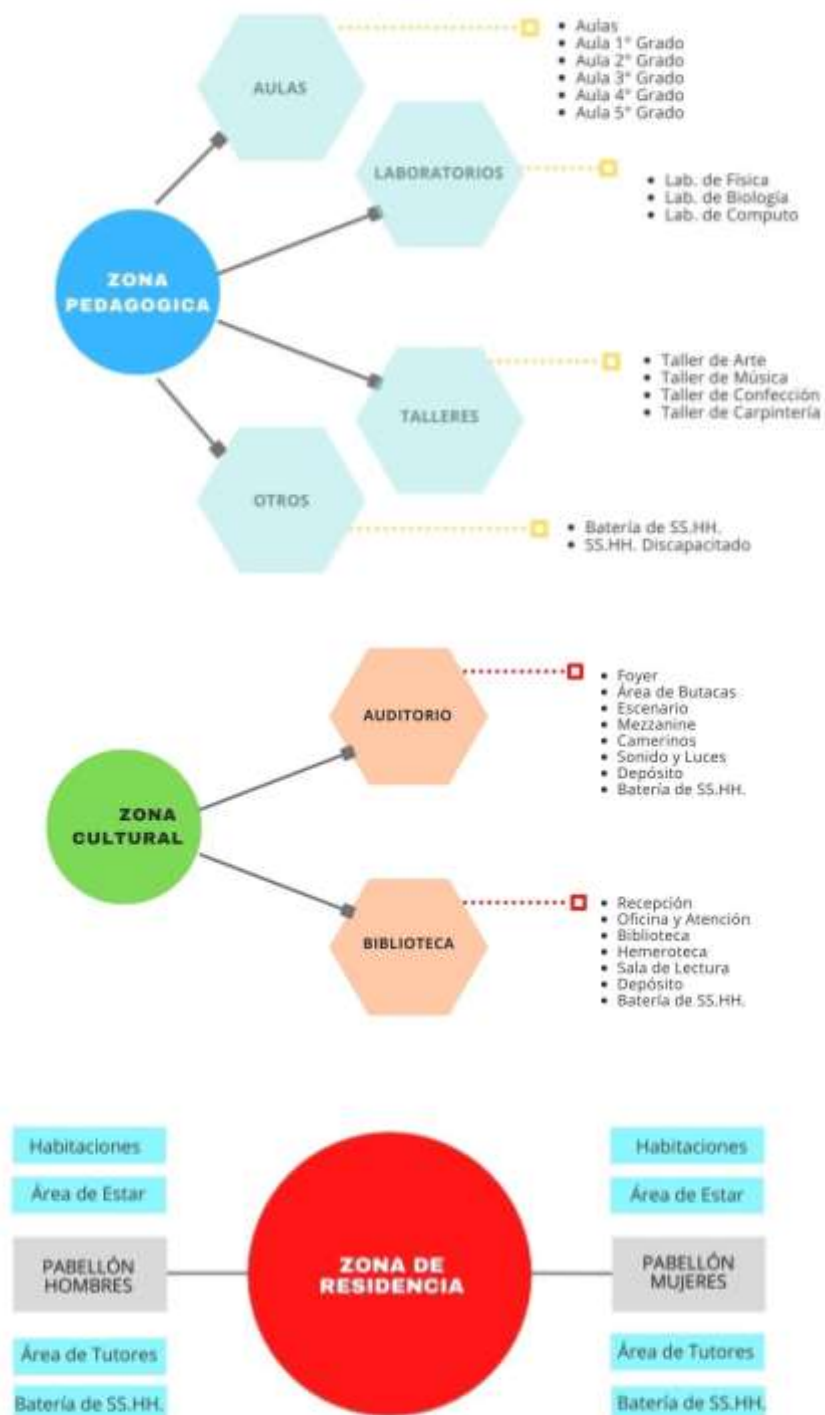 AULAS
• Aulas
• Aula 1° Grado
• Aula 2° Grado
• Aula 3° Grado
• Aula 4° Grado
• Aula 5° Grado
LABORATORIOS
• Lab. de Física
• Lab. de Biología
• Lab. de Computo
ZONA
PEDAGOGICA
TALLERES
• Taller de Arte
• Taller de Música
• Taller de Confección
• Taller de Carpintería
OTROS
• Batería de SS.HH.
• SS.HH. Discapacitado
AUDITORIO
• Foyer
• Área de Butacas
• Escenario
• Mezzanine
• Camerinos
• Sonido y Luces
• Depósito
• Batería de SS.HH.
ZONA
CULTURAL
BIBLIOTECA
• Recepción
• Oficina y Atención
• Biblioteca
• Hemeroteca
• Sala de Lectura
• Depósito
• Batería de SS.HH.
Habitaciones
Área de Estar
PABELLÓN
HOMBRES
Área de Tutores
Batería de SS.HH.
ZONA DE
RESIDENCIA
Habitaciones
Área de Estar
PABELLÓN
MUJERES
Área de Tutores
Batería de SS.HH.